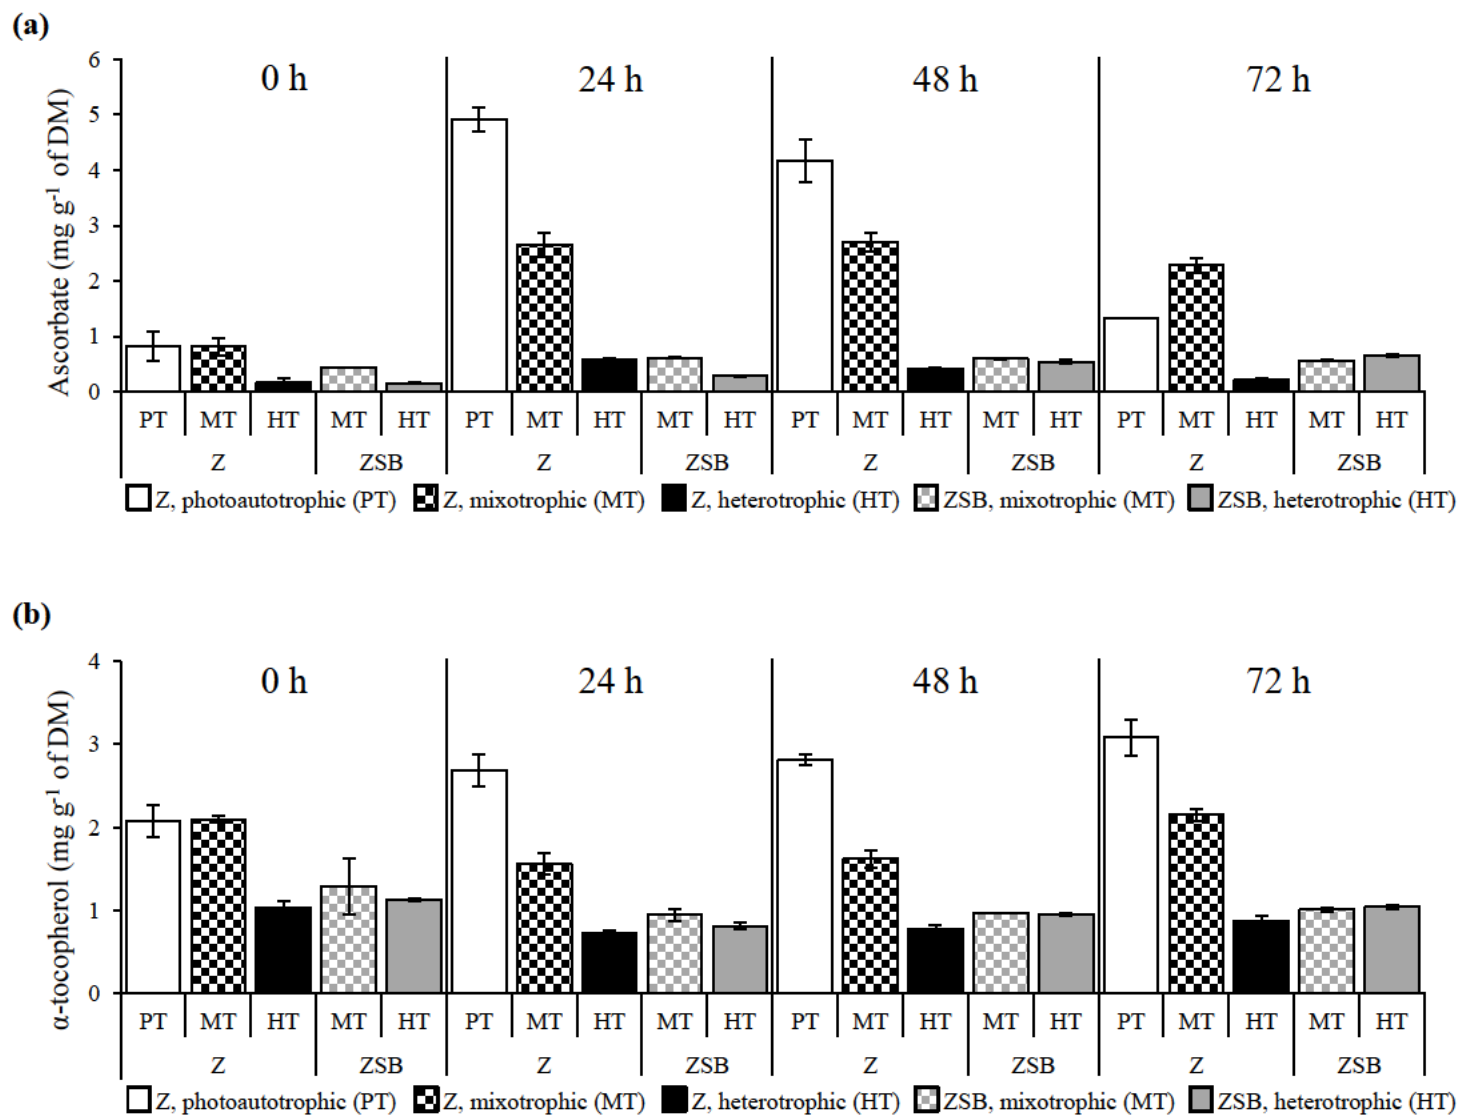 (a)
Ascorbate (mg g-1 of DM)
6
5
4
3
2
1
0
0 h 24 h 48 h 72 h
PT MT HT MT HT PT MT HT MT HT PT MT HT MT HT PT MT HT MT HT
Z ZSB Z ZSB Z ZSB Z ZSB
Z, photoautotrophic (PT) Z, mixotrophic (MT) Z, heterotrophic (HT) ZSB, mixotrophic (MT) ZSB, heterotrophic (HT)
(b)
α-tocopherol (mg g-1 of DM)
4
3
2
1
0
0 h 24 h 48 h 72 h
PT MT HT MT HT PT MT HT MT HT PT MT HT MT HT PT MT HT MT HT
Z ZSB Z ZSB Z ZSB Z ZSB
Z, photoautotrophic (PT) Z, mixotrophic (MT) Z, heterotrophic (HT) ZSB, mixotrophic (MT) ZSB, heterotrophic (HT)